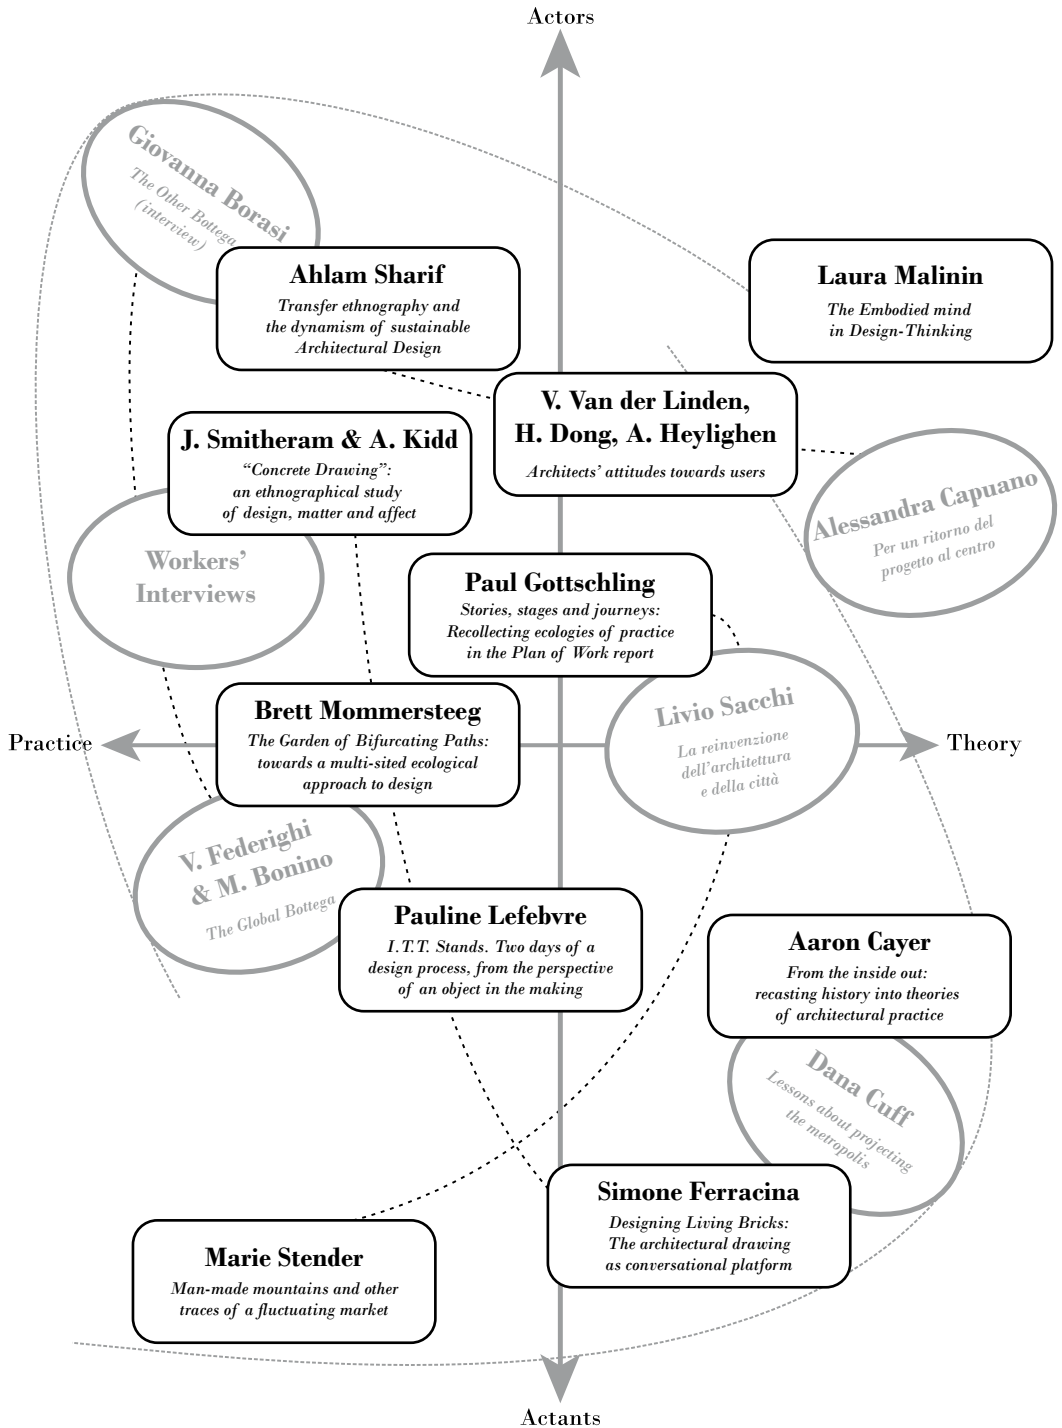 Actors
Giovanna Borasi
The Other Bottega
(interview)
Ahlam Sharif
Transfer ethnography and
the dynamism of sustainable
Architectural Design
Laura Malinin
The Embodied mind
in Design-Thinking
V. Van der Linden,
H. Dong, A. Heylighen
Architects’ attitudes towards users
J. Smitheram & A. Kidd
“Concrete Drawing”:
an ethnographical study
of design, matter and affect
Alessandra Capuano
Per un ritorno del
progetto al centro
Workers’
Interviews
Paul Gottschling
Stories, stages and journeys:
Recollecting ecologies of practice
in the Plan of Work report
Brett Mommersteeg
The Garden of Bifurcating Paths:
towards a multi-sited ecological
approach to design
Livio Sacchi
La reinvenzione
dell’architettura
e della città
Practice
Theory
V. Federighi
& M. Bonino
The Global Bottega
Pauline Lefebvre
I.T.T. Stands. Two days of a
design process, from the perspective
of an object in the making
Aaron Cayer
From the inside out:
recasting history into theories
of architectural practice
Dana Cuff
Lessons about projecting
the metropolis
Simone Ferracina
Designing Living Bricks:
The architectural drawing
as conversational platform
Marie Stender
Man-made mountains and other
traces of a fluctuating market
Actants